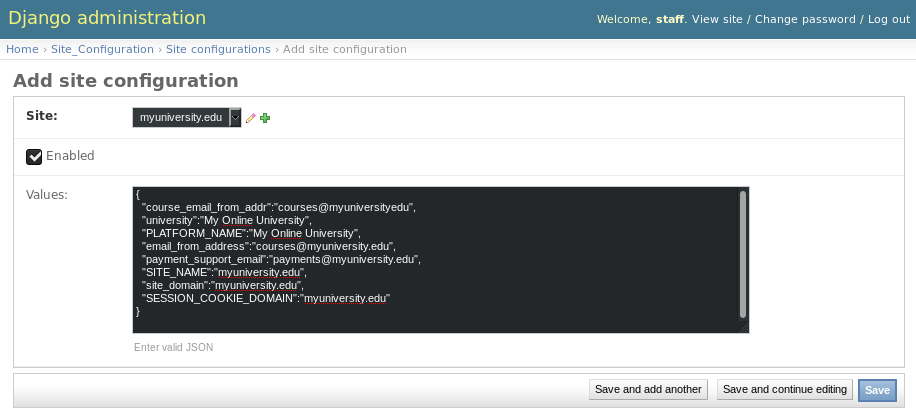 Django administration
Welcome, staff. View site / Change password / Log out
Home › Site_Configuration › Site configurations › Add site configuration
Add site configuration
Site: myuniversity.edu
Enabled
Values:
{
"course_email_from_addr":"courses@myuniversityedu",
"university":"My Online University",
"PLATFORM_NAME":"My Online University",
"email_from_address":"courses@myuniversity.edu",
"payment_support_email":"payments@myuniversity.edu",
"SITE_NAME":"myuniversity.edu",
"site_domain":"myuniversity.edu",
"SESSION_COOKIE_DOMAIN":"myuniversity.edu"
}
Enter valid JSON
Save and add another Save and continue editing Save